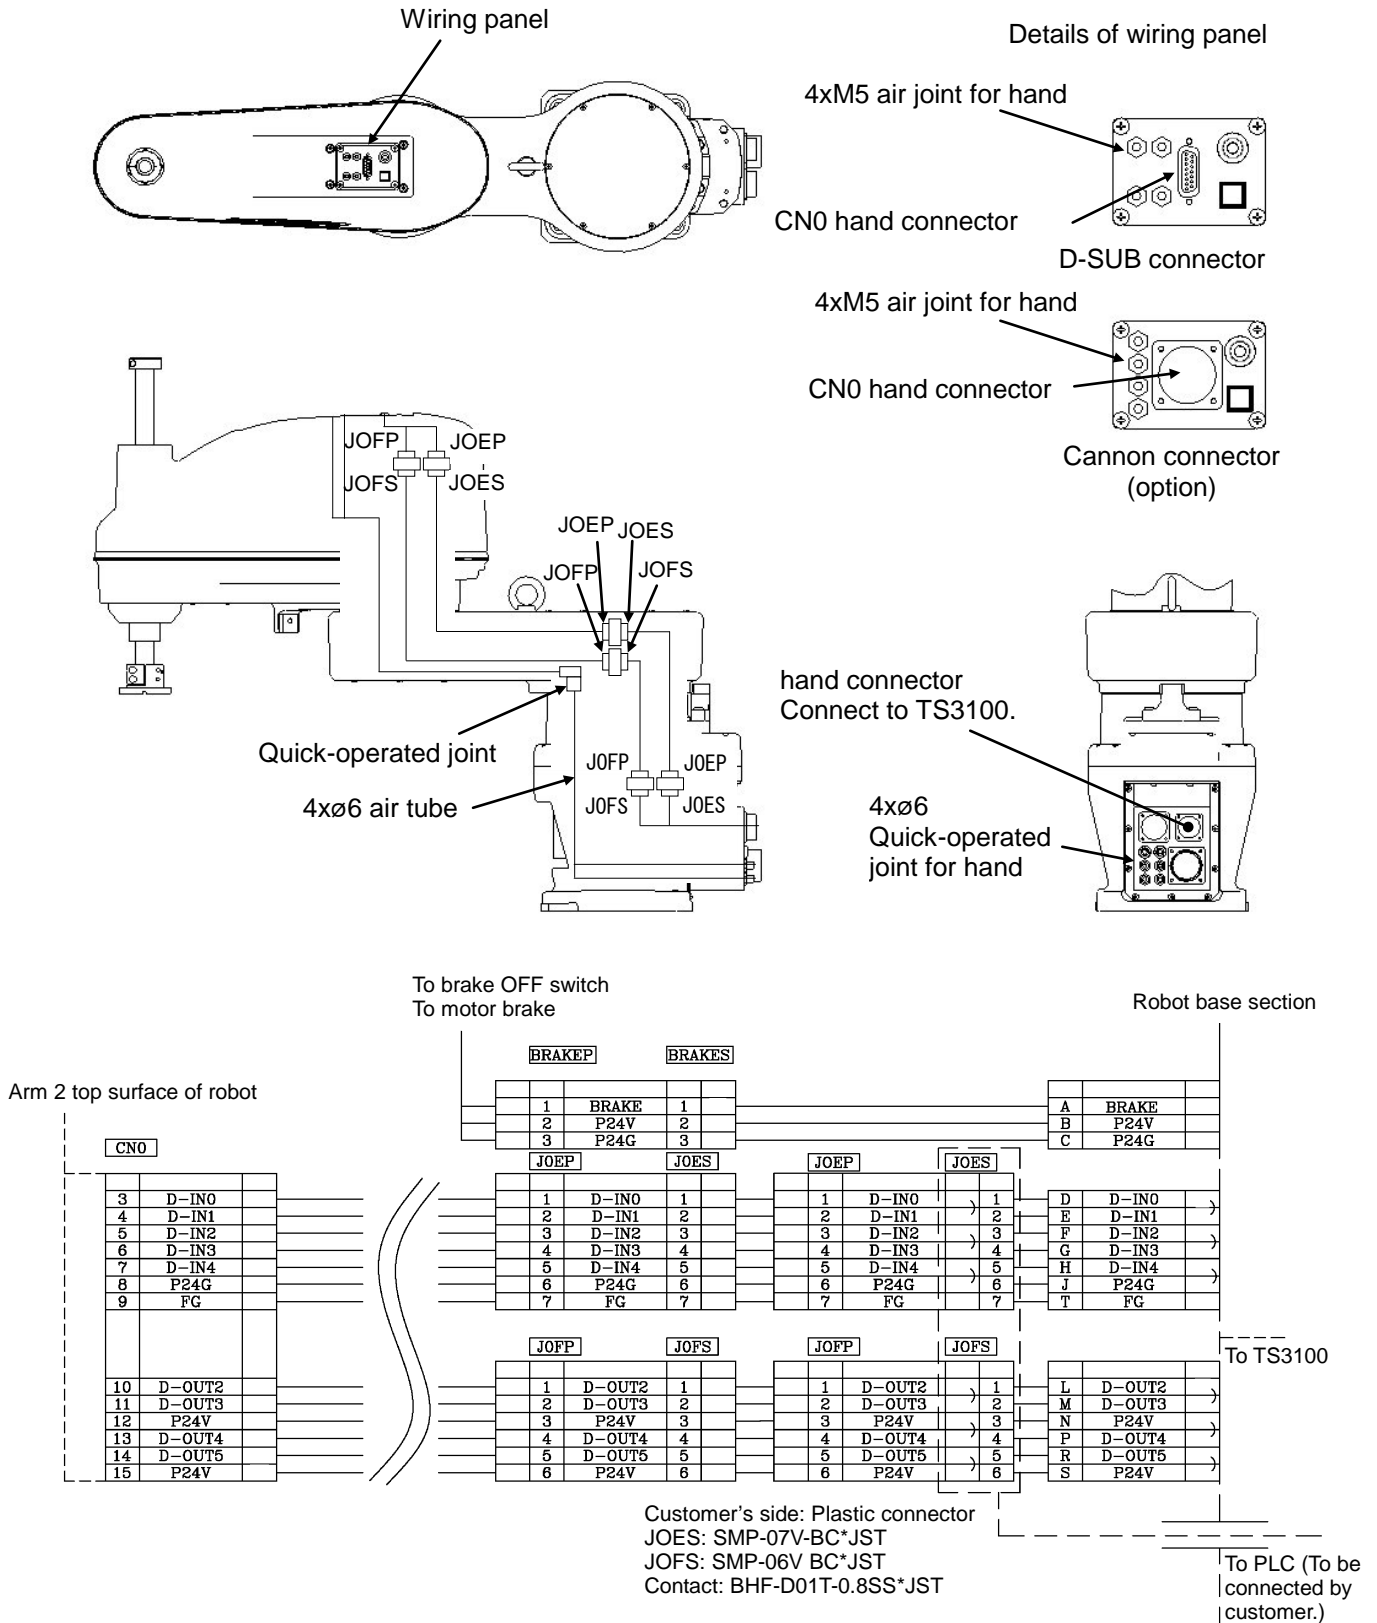 Wiring panel
Details of wiring panel
4xM5 air joint for hand
CN0 hand connector
D-SUB connector
4xM5 air joint for hand
CN0 hand connector
Cannon connector
(option)
JOFP
JOEP
JOFS
JOES
JOEP
JOES
JOFP
JOFS
hand connector
Connect to TS3100.
Quick-operated joint
JOFP
JOEP
4xø6 air tube
JOFS
JOES
4xø6
Quick-operated
joint for hand
To brake OFF switch
To motor brake
Robot base section
BRAKEP BRAKES
Arm 2 top surface of robot
1 BRAKE 1 A BRAKE
2 P24V 2 B P24V
3 P24G 3 C P24G
CN0
JOEP JOES JOEP JOES
3 D-IN0 1 D-IN0 1 1 D-IN0 1 D D-IN0
4 D-IN1 2 D-IN1 2 2 D-IN1 2 E D-IN1
5 D-IN2 3 D-IN2 3 3 D-IN2 3 F D-IN2
6 D-IN3 4 D-IN3 4 4 D-IN3 4 G D-IN3
7 D-IN4 5 D-IN4 5 5 D-IN4 5 H D-IN4
8 P24G 6 P24G 6 6 P24G 6 J P24G
9 FG 7 FG 7 7 FG 7 T FG
JOFP JOFS JOFP JOFS
To TS3100
10 D-OUT2 1 D-OUT2 1 1 D-OUT2 1 L D-OUT2
11 D-OUT3 2 D-OUT3 2 2 D-OUT3 2 M D-OUT3
12 P24V 3 P24V 3 3 P24V 3 N P24V
13 D-OUT4 4 D-OUT4 4 4 D-OUT4 4 P D-OUT4
14 D-OUT5 5 D-OUT5 5 5 D-OUT5 5 R D-OUT5
15 P24V 6 P24V 6 6 P24V 6 S P24V
Customer's side: Plastic connector
JOES: SMP-07V-BC*JST
JOFS: SMP-06V BC*JST
Contact: BHF-D01T-0.8SS*JST
To PLC (To be
connected by
customer.)